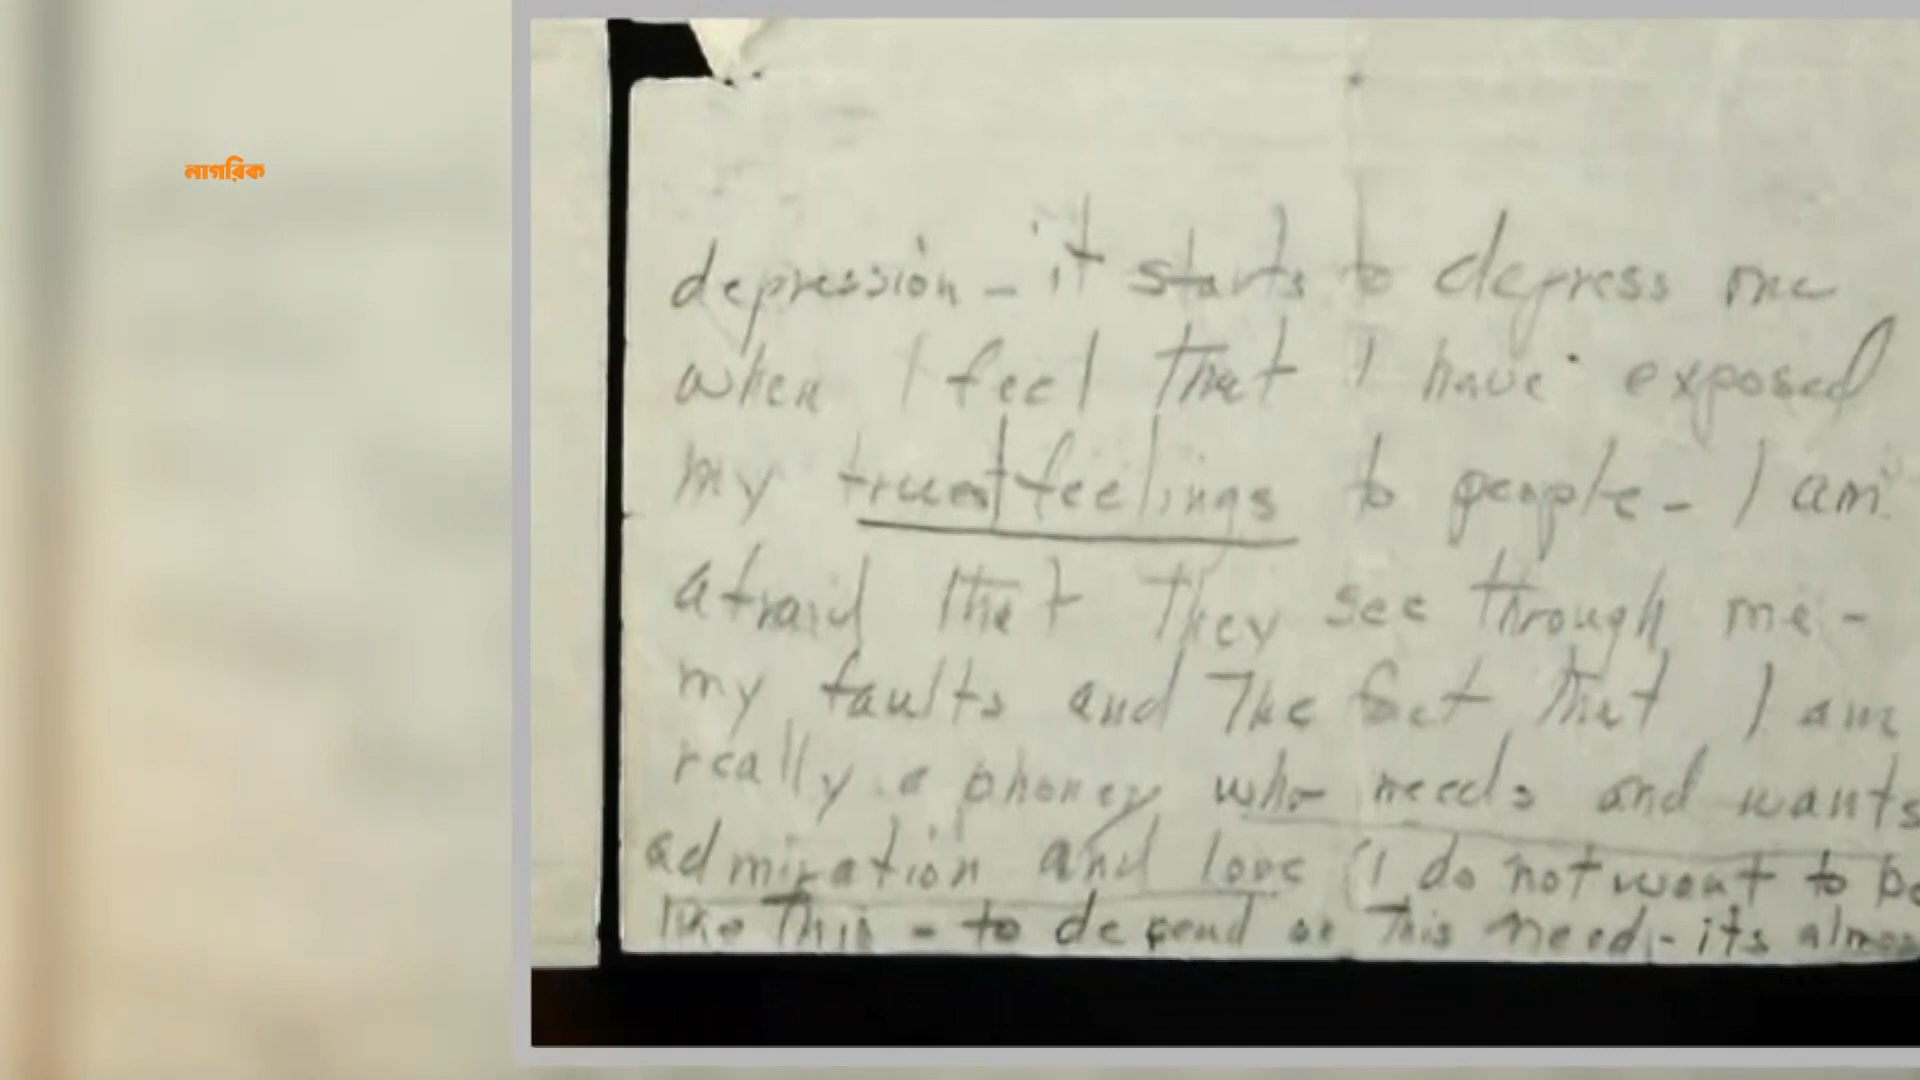 নাগরিক
depression - it starts to depress me
when I feel that I have exposed
my truest feelings to people - I am
afraid that they see through me -
my faults and The fact that I am
really a phoney who needs and wants
admiration and love (I do not want to be
like This - to depend on This need - its almos